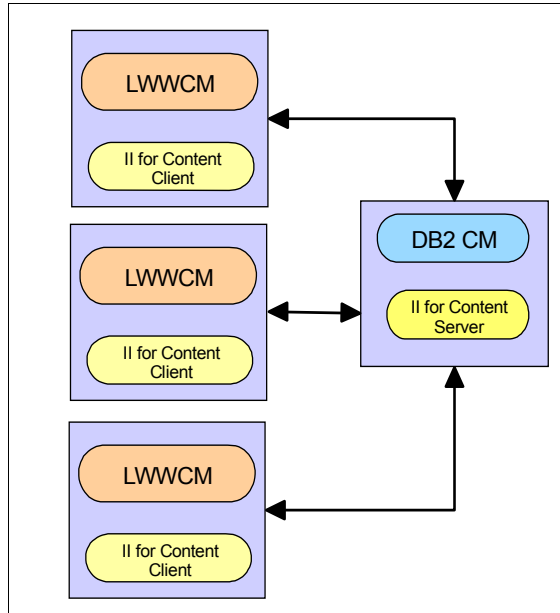 LWWCM
II for Content
Client
LWWCM
II for Content
Client
LWWCM
II for Content
Client
DB2 CM
II for Content
Server